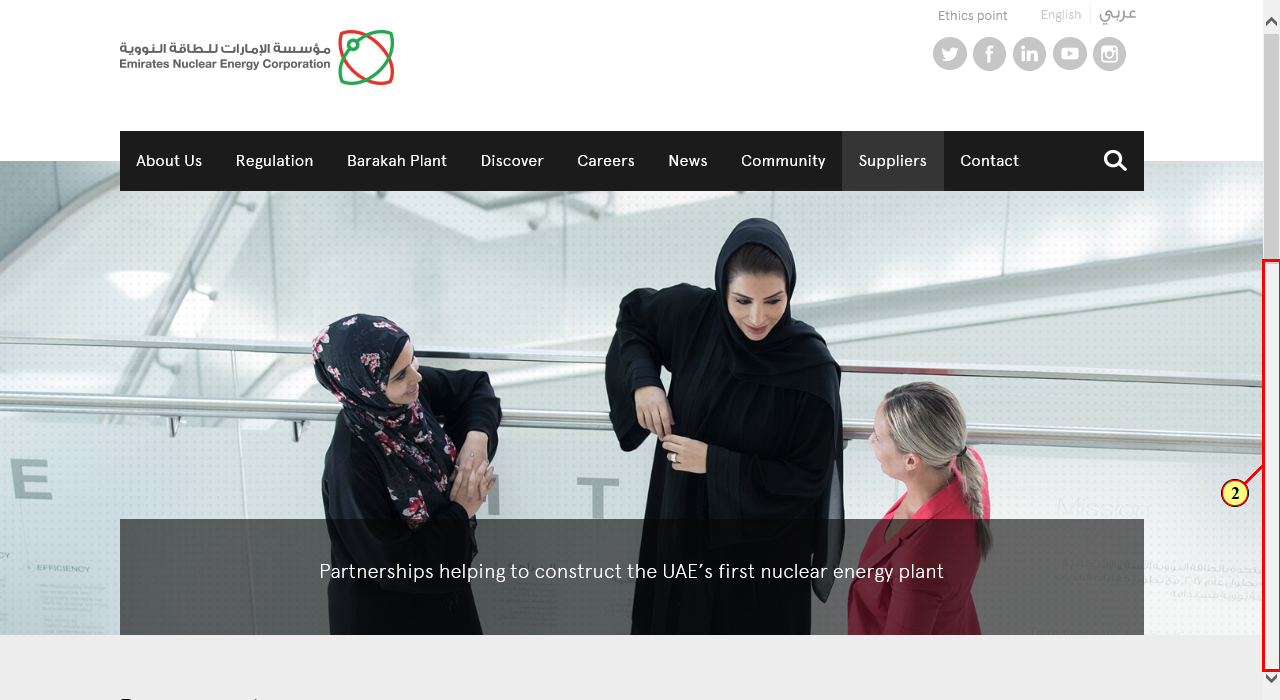 Ethics point
English
عربي
مؤسسة الإمارات للطاقة النووية
Emirates Nuclear Energy Corporation
About Us
Regulation
Barakah Plant
Discover
Careers
News
Community
Suppliers
Contact
2
E
T
EFFICIENCY
Partnerships helping to construct the UAE’s first nuclear energy plant